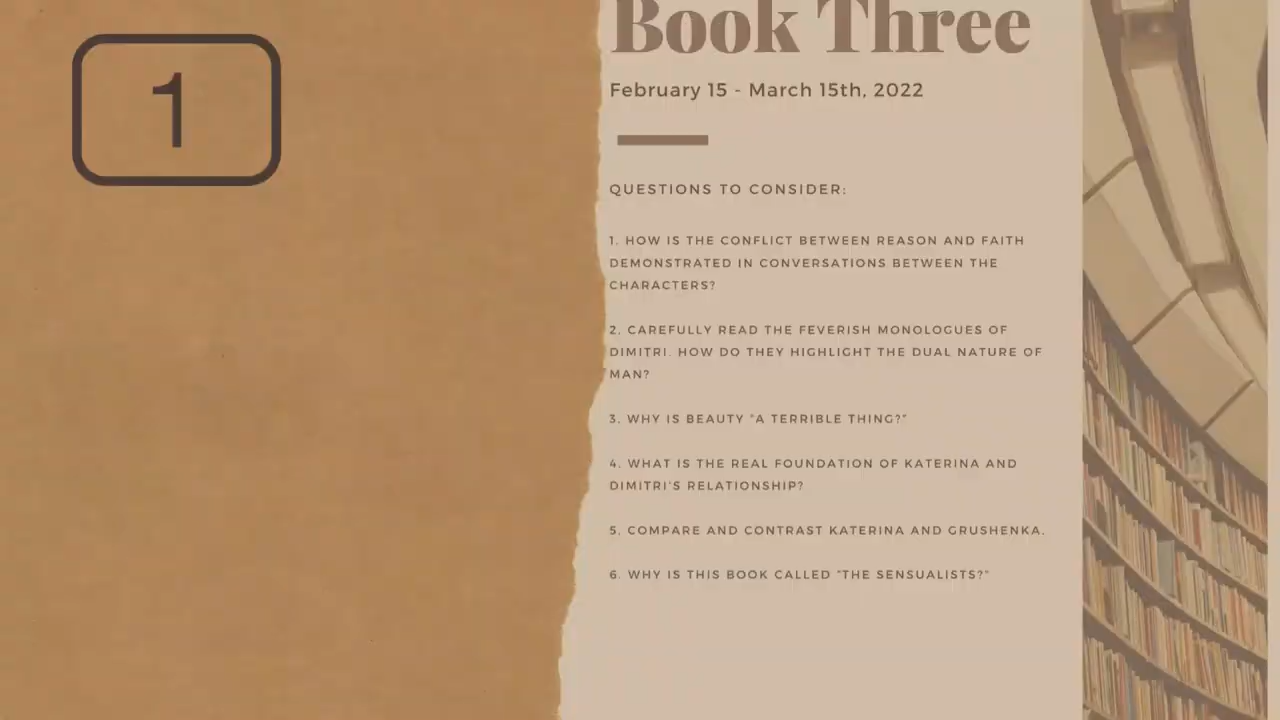 1
Book Three
February 15 - March 15th, 2022
QUESTIONS TO CONSIDER:
1. HOW IS THE CONFLICT BETWEEN REASON AND FAITH
DEMONSTRATED IN CONVERSATIONS BETWEEN THE
CHARACTERS?
2. CAREFULLY READ THE FEVERISH MONOLOGUES OF
DIMITRI. HOW DO THEY HIGHLIGHT THE DUAL NATURE OF
MAN?
3. WHY IS BEAUTY "A TERRIBLE THING?"
4. WHAT IS THE REAL FOUNDATION OF KATERINA AND
DIMITRI'S RELATIONSHIP?
5. COMPARE AND CONTRAST KATERINA AND GRUSHENKA.
6. WHY IS THIS BOOK CALLED "THE SENSUALISTS?"